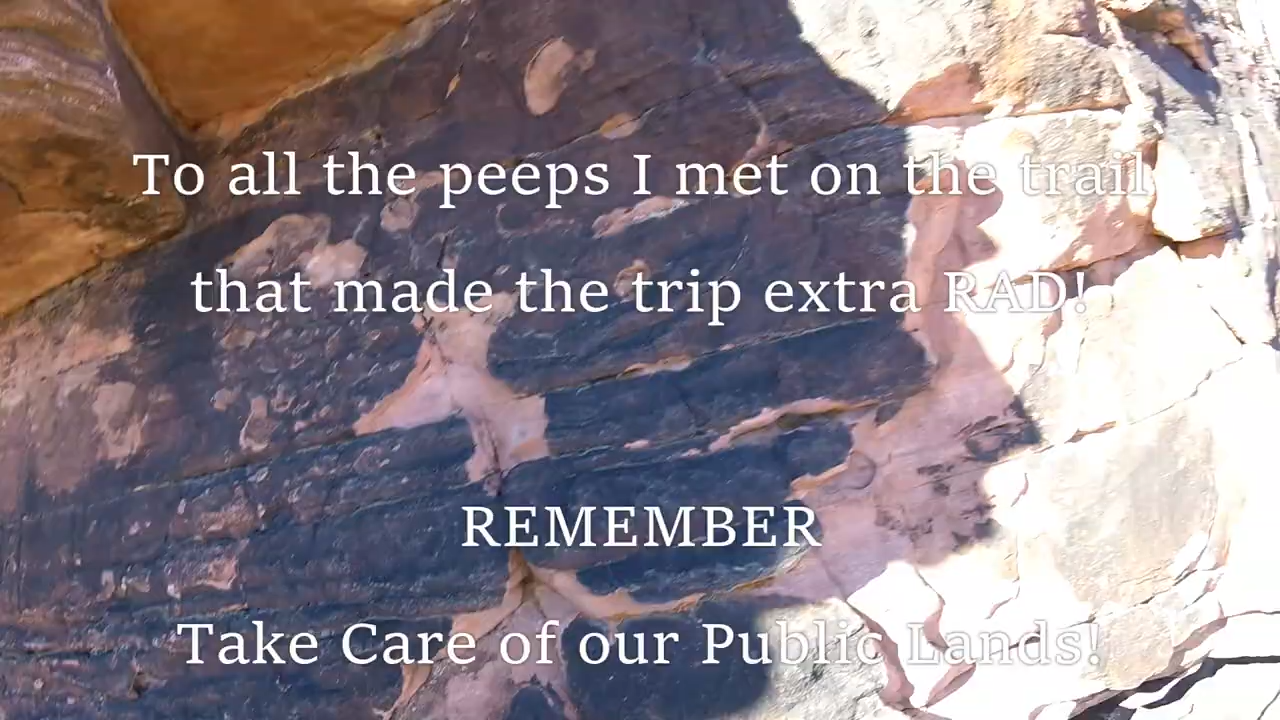 To all the peeps I met on the trail
that made the trip extra RAD!
REMEMBER
Take Care of our Public Lands!